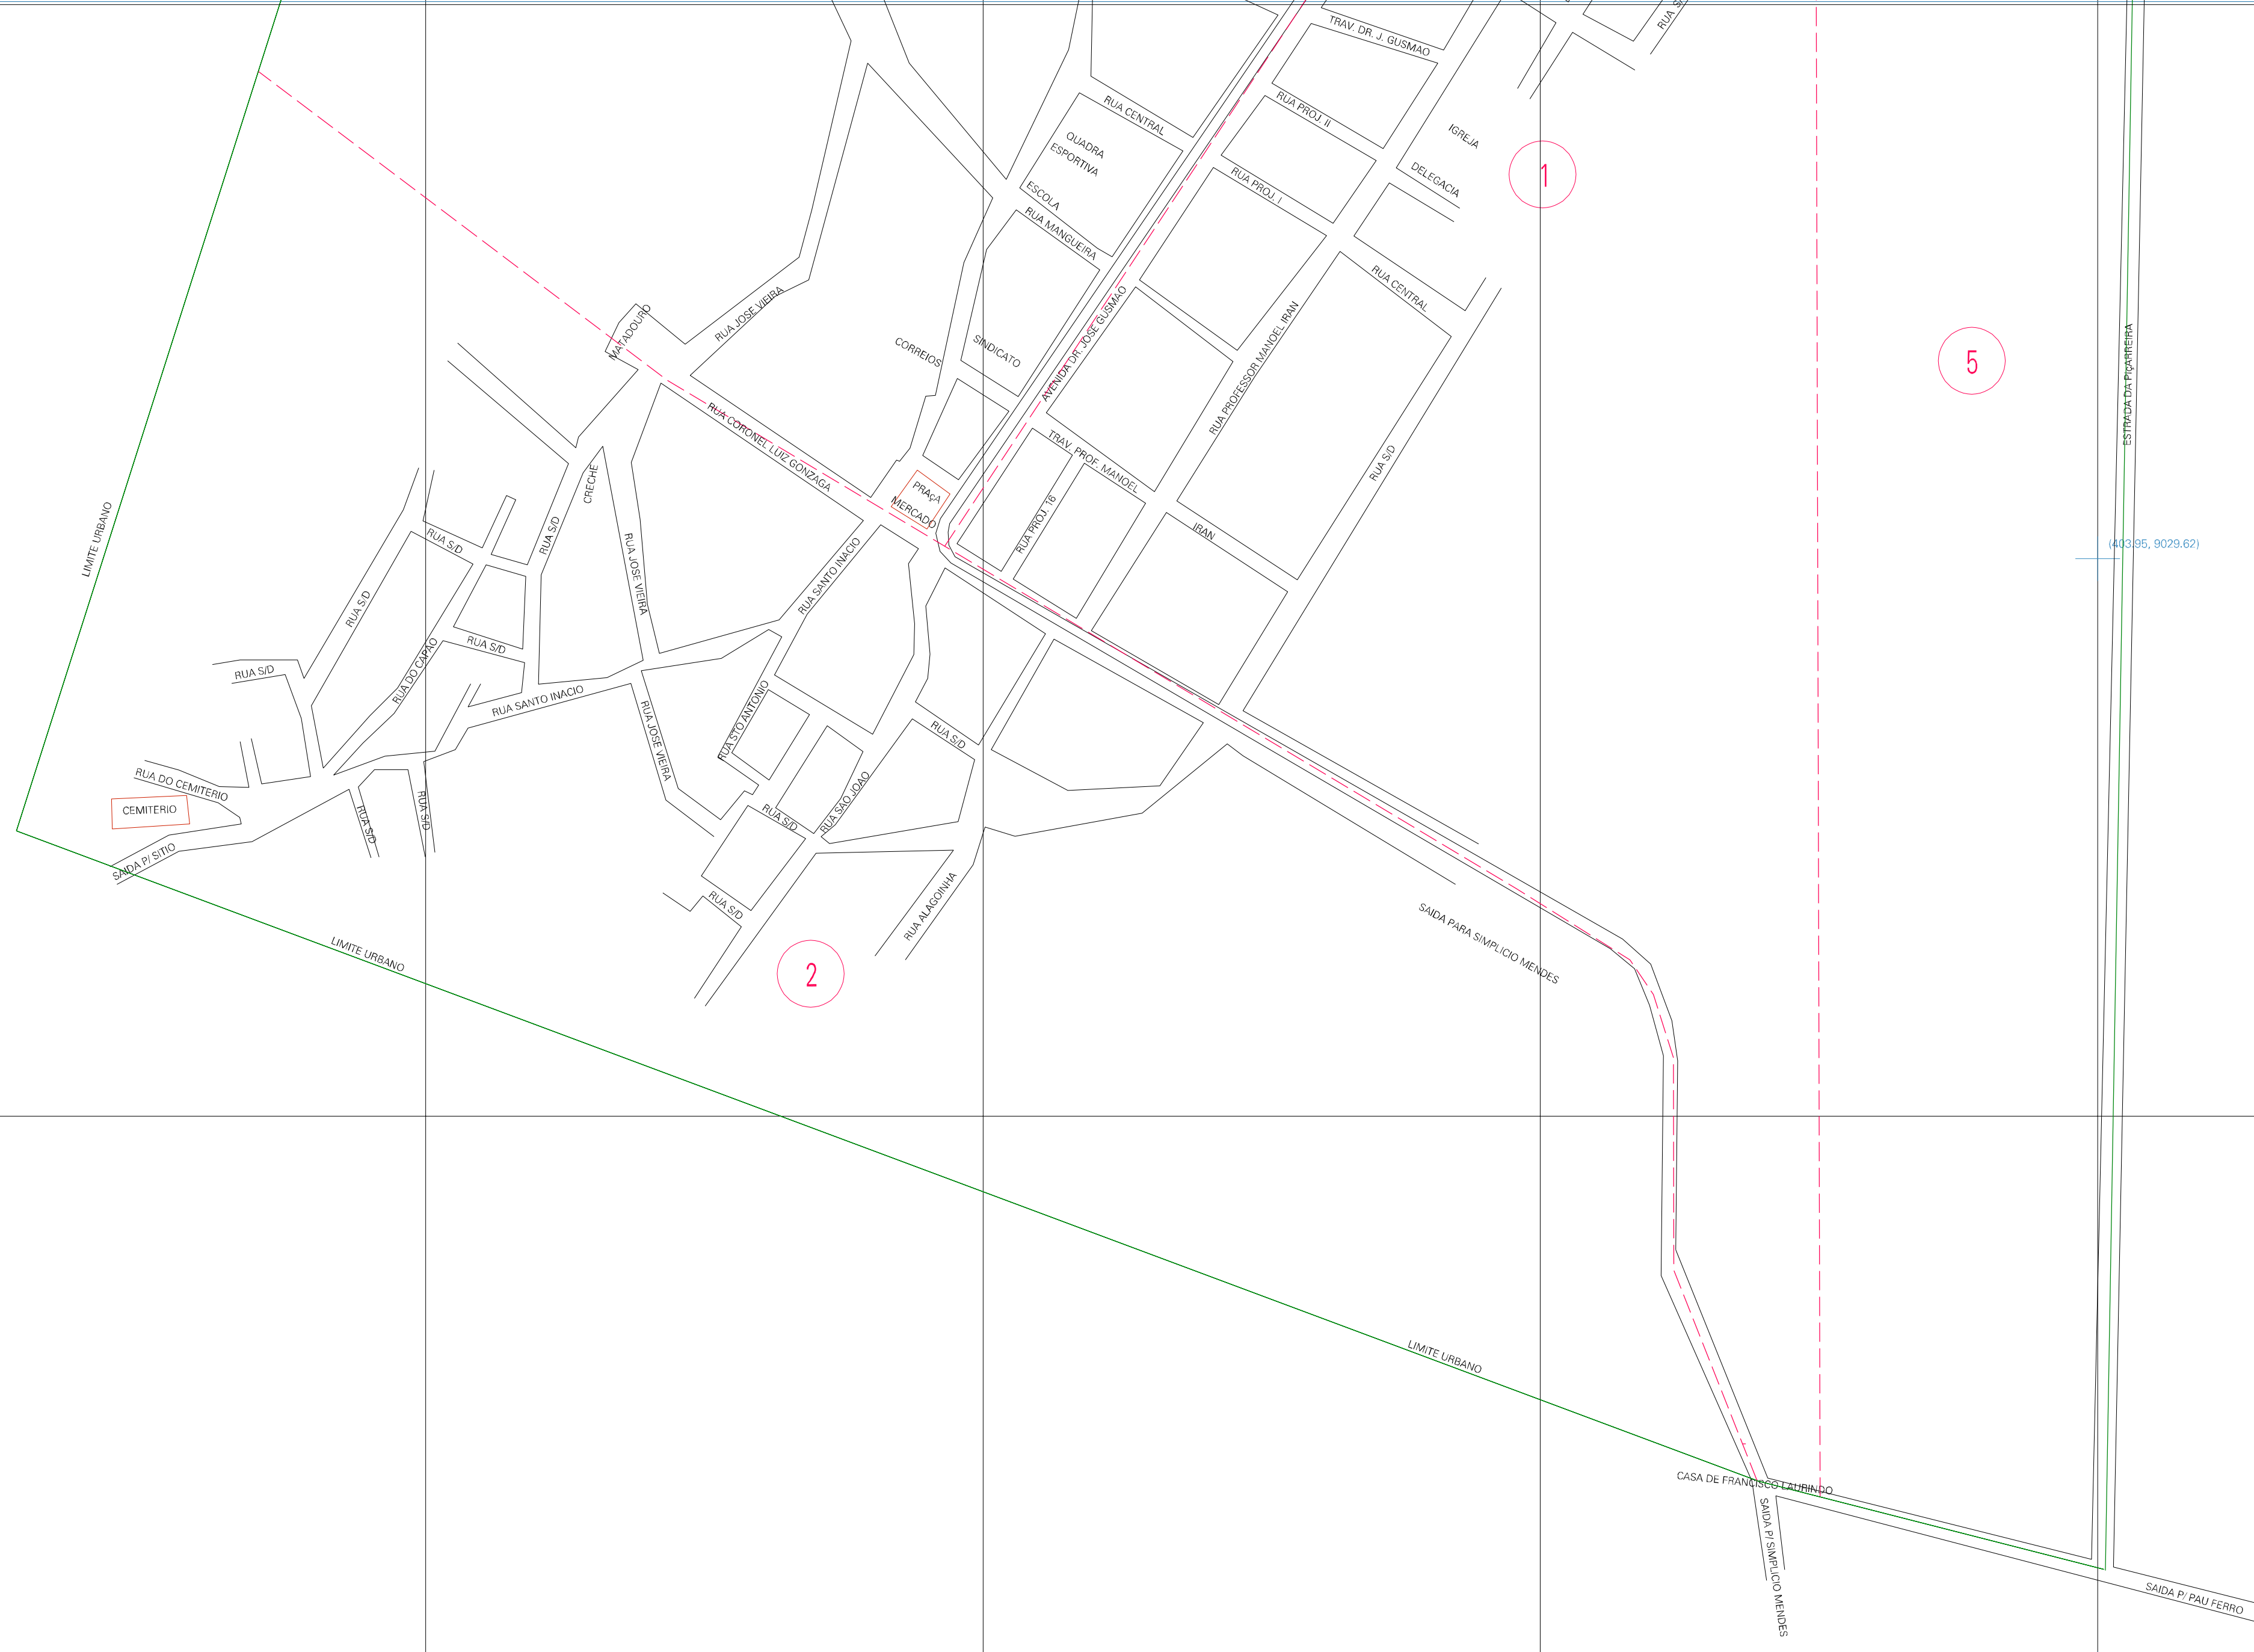 TRAV. DR. J. GUSMAO
RUA CENTRAL
RUA PROJ. II
IGREJA
QUADRA
ESPORTIVA
DELEGACIA
1
ESCOLA
RUA PROJ. I
RUA MANGUEIRA
RUA CENTRAL
RUA JOSE VIEIRA
MATADOURO
CORREIOS
SINDICATO
AVENIDA DR. JOSE GUSMAO
RUA PROFESSOR MANOEL IRAN
5
ESTRADA DA PIçARREIRA
RUA CORONEL LUIZ GONZAGA
TRAV. PROF. MANOEL
IRAN
RUA S/D
CRECHE
PRAçA
MERCADO
RUA PROJ. 16
LIMITE URBANO
RUA S/D
RUA S/D
RUA JOSE VIEIRA
RUA SANTO INACIO
(403.95, 9029.62)
RUA S/D
RUA S/D
RUA DO CAPAO
RUA S/D
RUA SANTO INACIO
RUA STO ANTONIO
RUA JOSE VIEIRA
RUA S/D
RUA DO CEMITERIO
CEMITERIO
RUA S/D
RUA S/D
RUA S/D
RUA SAO JOAO
SAIDA P/ SITIO
RUA S/D
RUA ALAGOINHA
SAIDA PARA SIMPLICIO MENDES
LIMITE URBANO
2
LIMITE URBANO
CASA DE FRANCISCO LAURINDO
SAIDA P/ SIMPLICIO MENDES
SAIDA P/ PAU FERRO